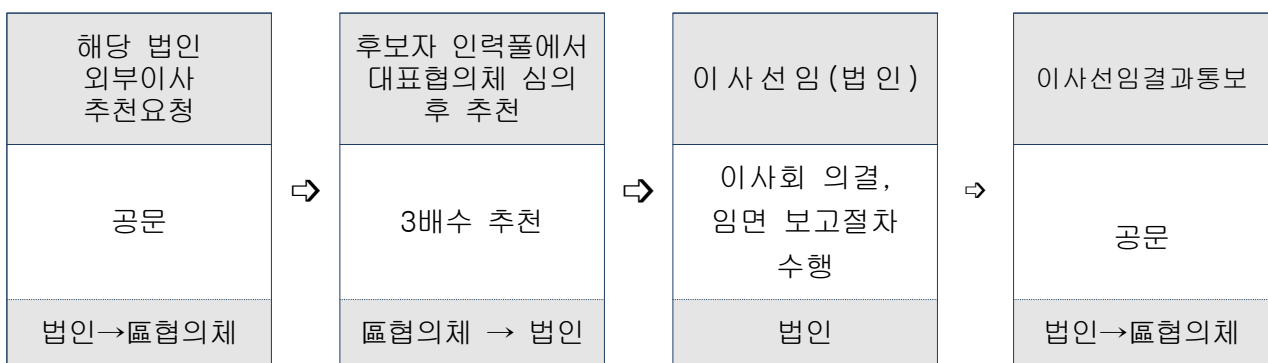 해당 법인
외부이사
추천요청
공문
법인→區협의체
⇨
후보자 인력풀에서
대표협의체 심의
후 추천
3배수 추천
區협의체 → 법인
⇨
이사선임(법인)
이사회 의결,
임면 보고절차
수행
법인
⇨
이사선임결과통보
공문
법인→區협의체